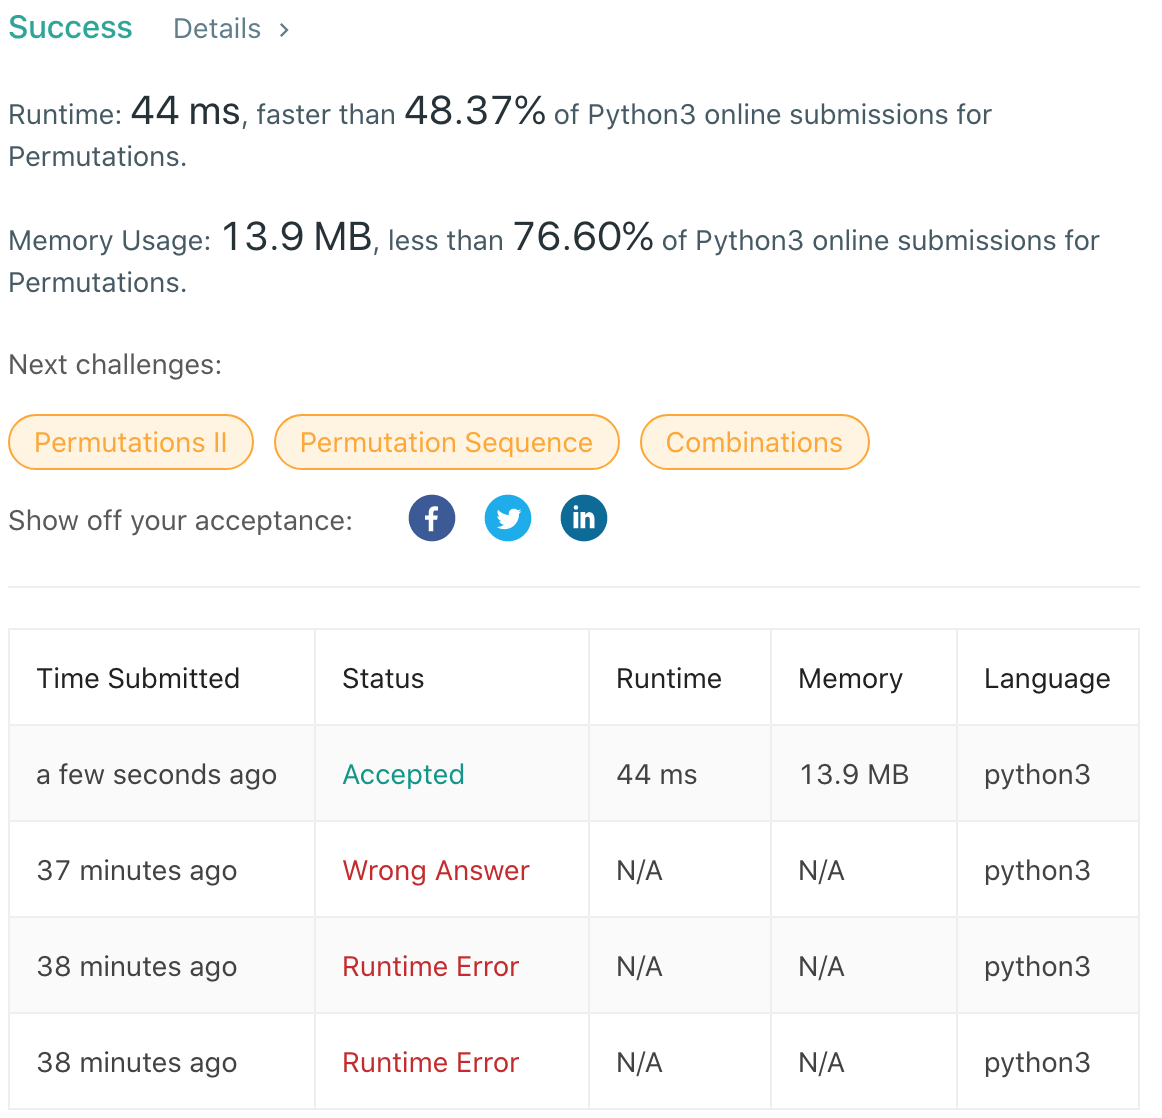 Success Details >
Runtime: 44 ms, faster than 48.37% of Python3 online submissions for
Permutations.
Memory Usage: 13.9 MB, less than 76.60% of Python3 online submissions for
Permutations.
Next challenges:
Permutations II Permutation Sequence Combinations
Show off your acceptance: f in
Time Submitted Status Runtime Memory Language
a few seconds ago Accepted 44 ms 13.9 MB python3
37 minutes ago Wrong Answer N/A N/A python3
38 minutes ago Runtime Error N/A N/A python3
38 minutes ago Runtime Error N/A N/A python3